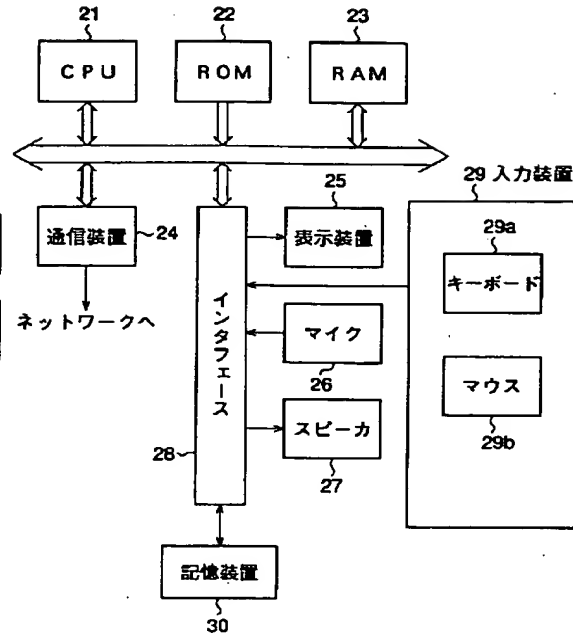 21
22
23
CPU
ROM
RAM
25
29 入力装置
通信装置
24
表示装置
29a
キーボード
ネットワークへ
インタフェース
マイク
26
マウス
29b
28
スピーカ
27
記憶装置
30